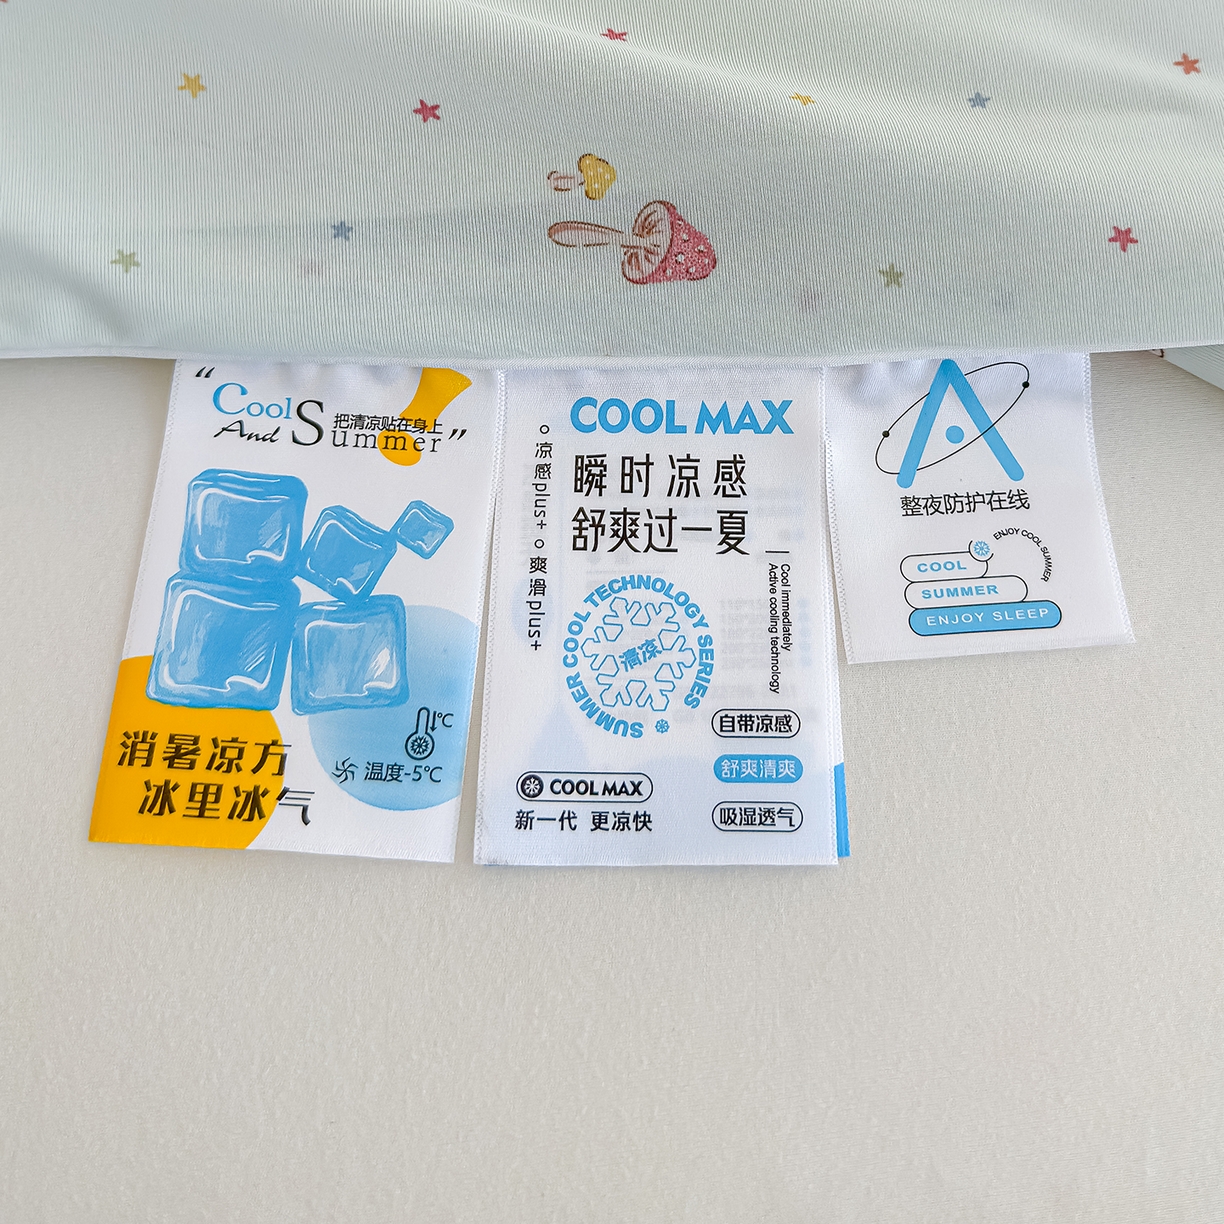 “Cool
把清凉贴在身上
And Summer”
消暑凉方
冰里冰气
℃
温度-5℃
COOL MAX
瞬时凉感
舒爽过一夏
凉感plus+ 爽滑plus+
Cool immediately
Active cooling technology
SUMMER COOL TECHNOLOGY SERIES
清凉
自带凉感
舒爽清爽
吸湿透气
COOL MAX
新一代 更凉快
整夜防护在线
ENJOY COOL SUMMER
COOL
SUMMER
ENJOY SLEEP